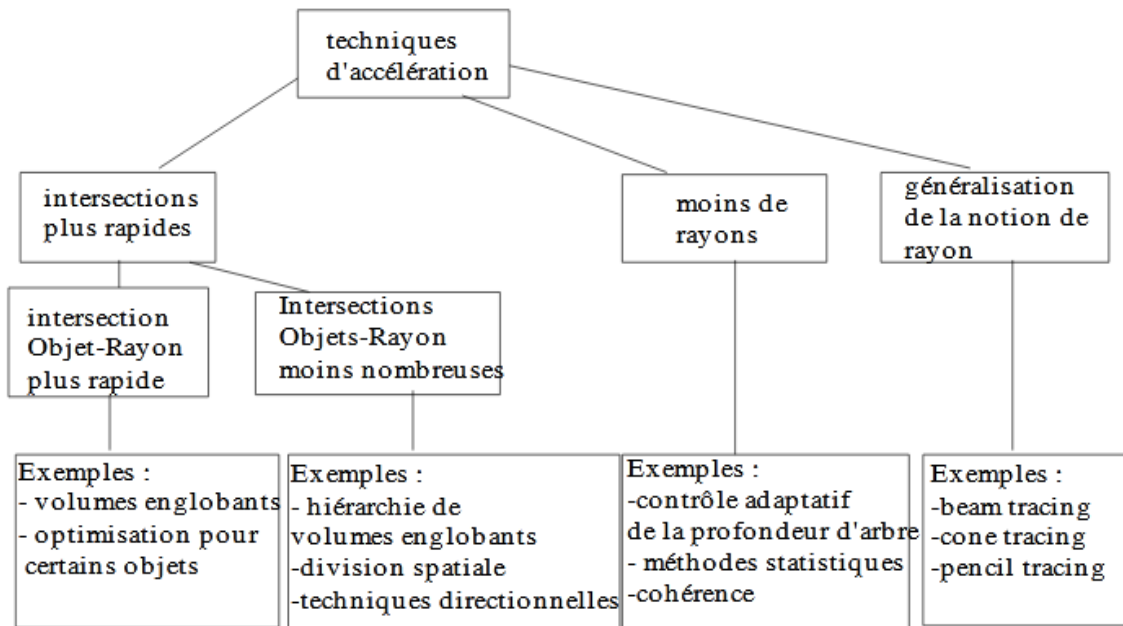 techniques
d'accélération
intersections
plus rapides
moins de
rayons
généralisation
de la notion de
rayon
intersection
Objet-Rayon
plus rapide
Intersections
Objets-Rayon
moins nombreuses
Exemples :
- volumes englobants
- optimisation pour
certains objets
Exemples :
- hiérarchie de
volumes englobants
-division spatiale
-techniques directionnelles
Exemples :
-contrôle adaptatif
de la profondeur d'arbre
- méthodes statistiques
-cohérence
Exemples :
-beam tracing
-cone tracing
-pencil tracing